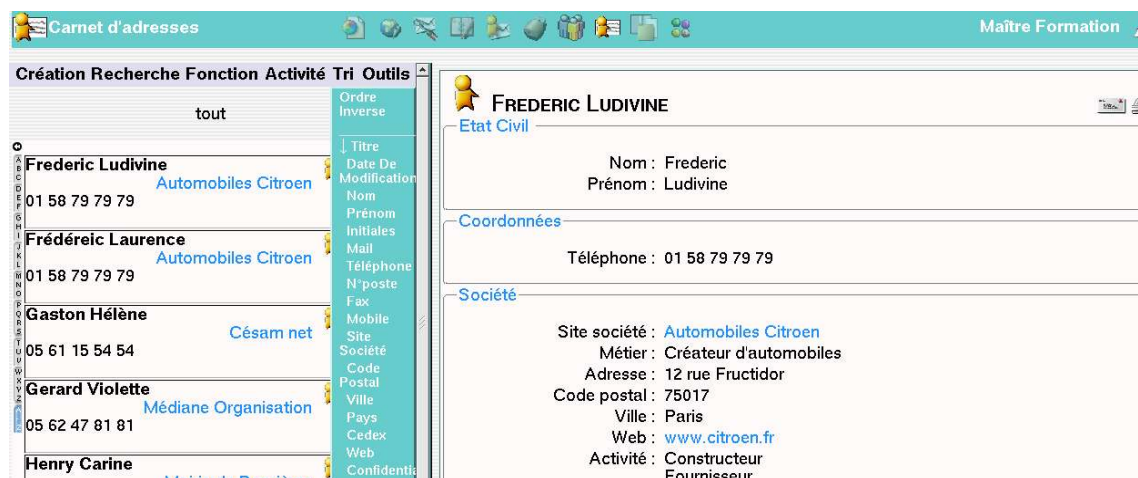 Carnet d'adresses
Maître Formation
Création Recherche Fonction Activité Tri Outils
tout
A
B
C
D
E
F
G
H
I
J
K
L
M
N
O
P
Q
R
S
T
U
V
W
X
Y
Z
Frederic Ludivine
Automobiles Citroen
01 58 79 79 79
Frédéreic Laurence
Automobiles Citroen
01 58 79 79 79
Gaston Hélène
Césam net
05 61 15 54 54
Gerard Violette
Médiane Organisation
05 62 47 81 81
Henry Carine
Ordre
Inverse
↓ Titre
Date De
Modification
Nom
Prénom
Initiales
Mail
Téléphone
N°poste
Fax
Mobile
Site
Société
Code
Postal
Ville
Pays
Cedex
Web
Confidentia
FREDERIC LUDIVINE
Etat Civil
Nom : Frederic
Prénom : Ludivine
Coordonnées
Téléphone : 01 58 79 79 79
Société
Site société : Automobiles Citroen
Métier : Créateur d'automobiles
Adresse : 12 rue Fructidor
Code postal : 75017
Ville : Paris
Web : www.citroen.fr
Activité : Constructeur
Fournisseur